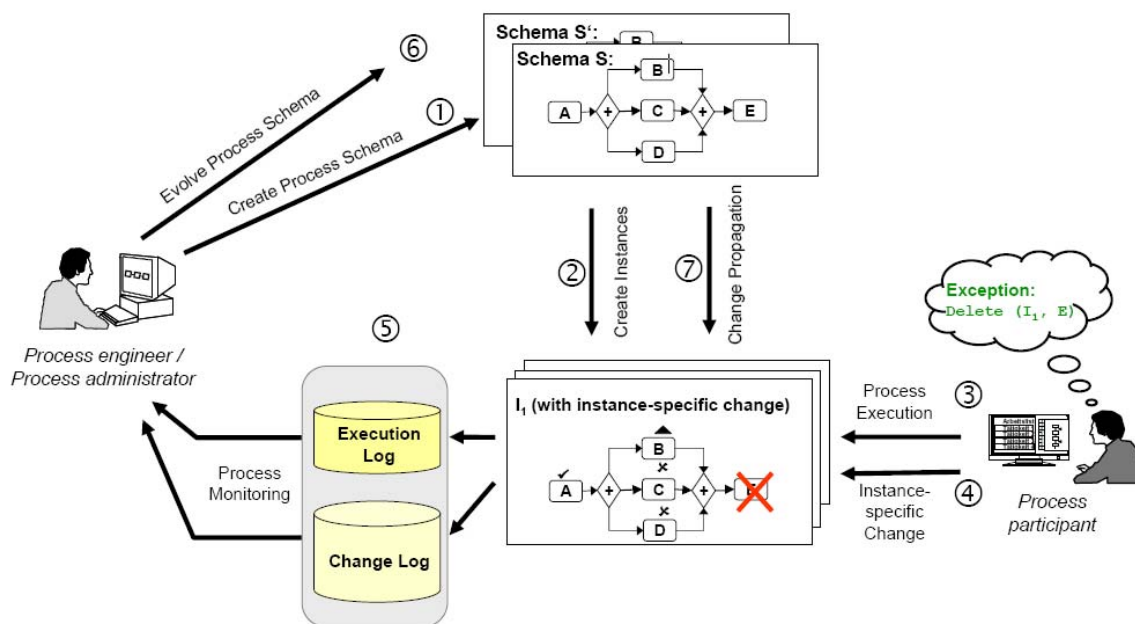 ⑥
Schema S‘:
B
Schema S:
B
A
+
C
+
E
D
①
Evolve Process Schema
Create Process Schema
②
Create Instances
⑦
Change Propagation
Exception:
Delete (I₁, E)
Process engineer /
Process administrator
⑤
Execution
Log
Change Log
Process
Monitoring
I₁ (with instance-specific change)
B
A
+
C
+
D
Process
Execution
③
Instance-
specific
Change
④
Process
participant